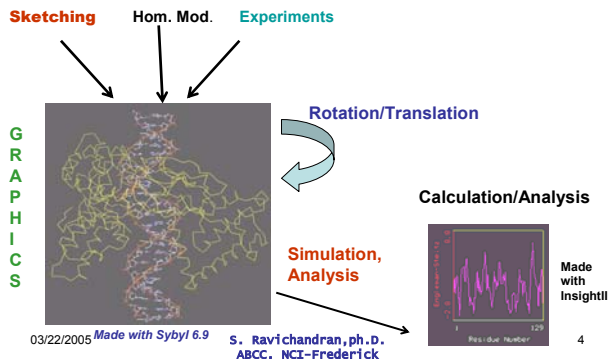 Sketching
Hom. Mod.
Experiments
Rotation/Translation
GRAPHICS
Calculation/Analysis
Simulation,
Analysis
Made
with
InsightII
1 129
Residue Number
03/22/2005
Made with Sybyl 6.9
S. Ravichandran,ph.D.
ABCC, NCI-Frederick
4